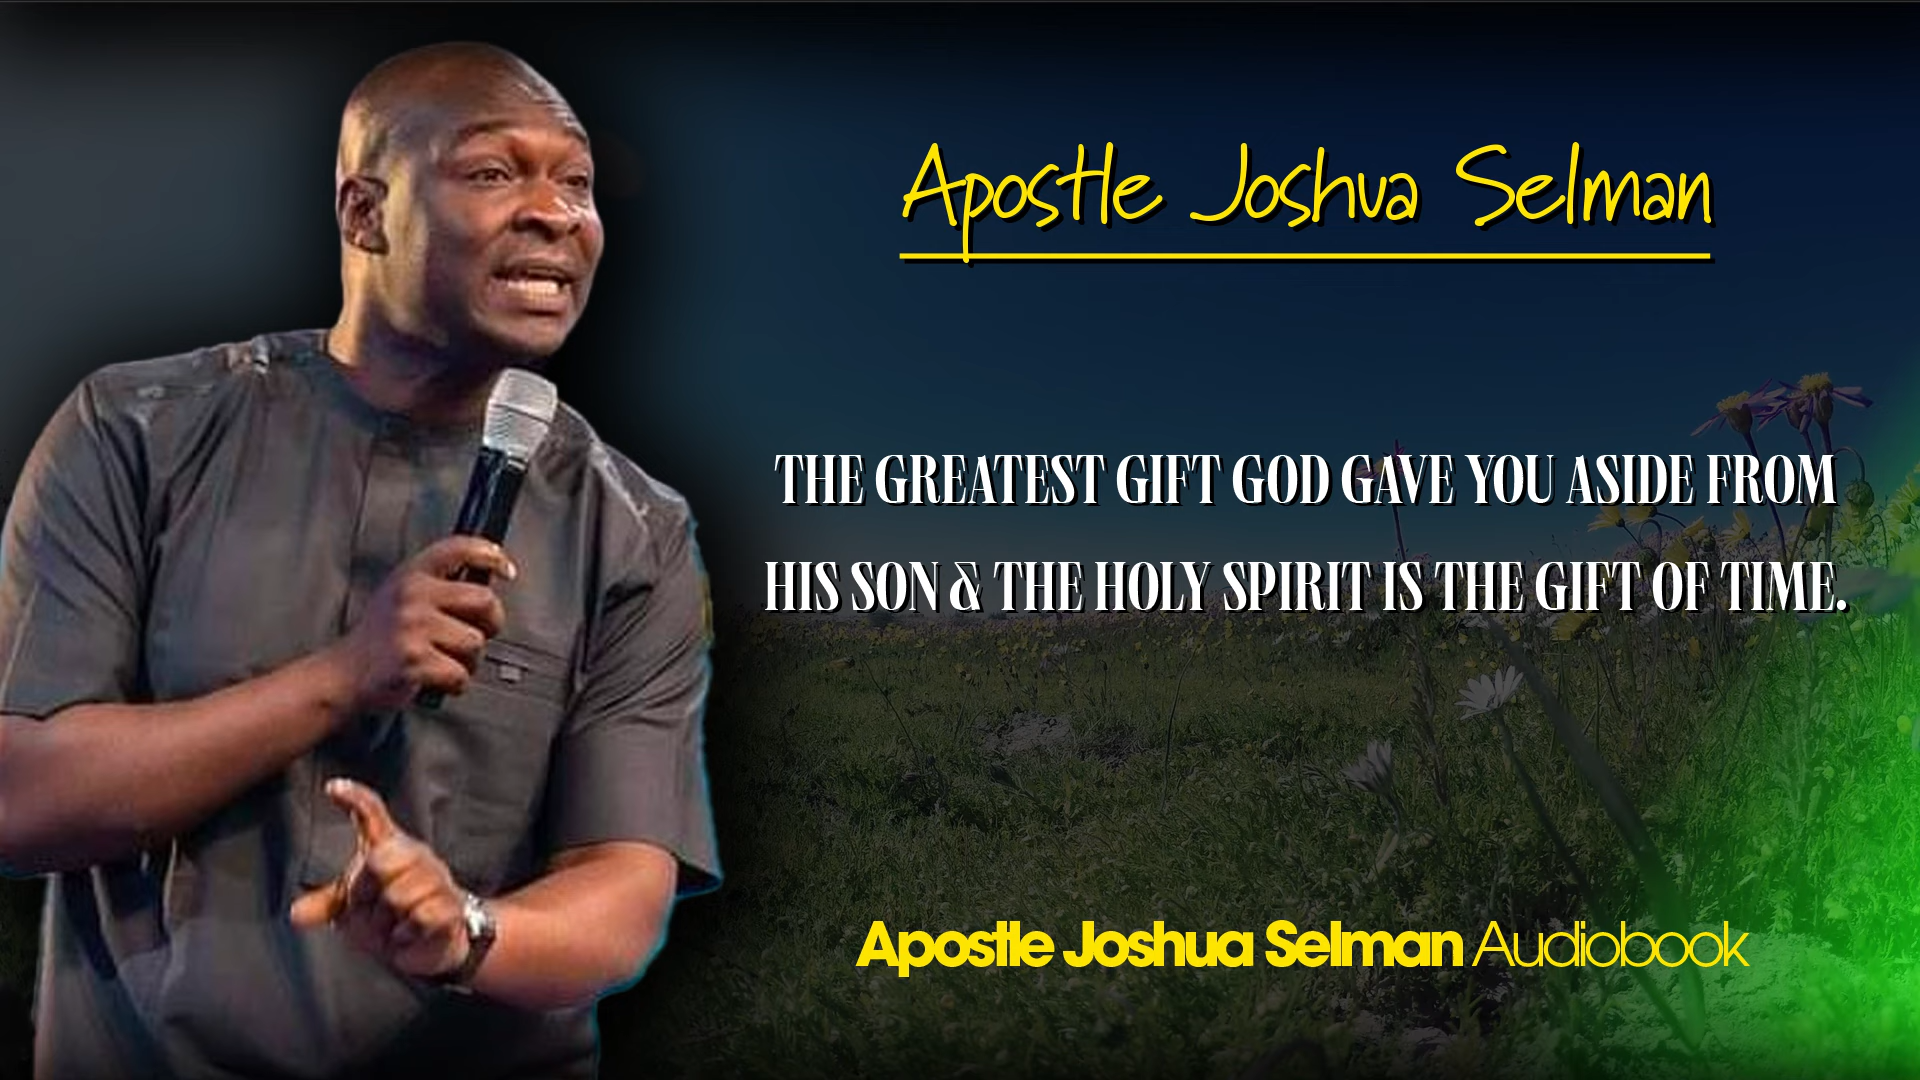 Apostle Joshua Selman
THE GREATEST GIFT GOD GAVE YOU ASIDE FROM
HIS SON & THE HOLY SPIRIT IS THE GIFT OF TIME.
Apostle Joshua Selman Audiobook